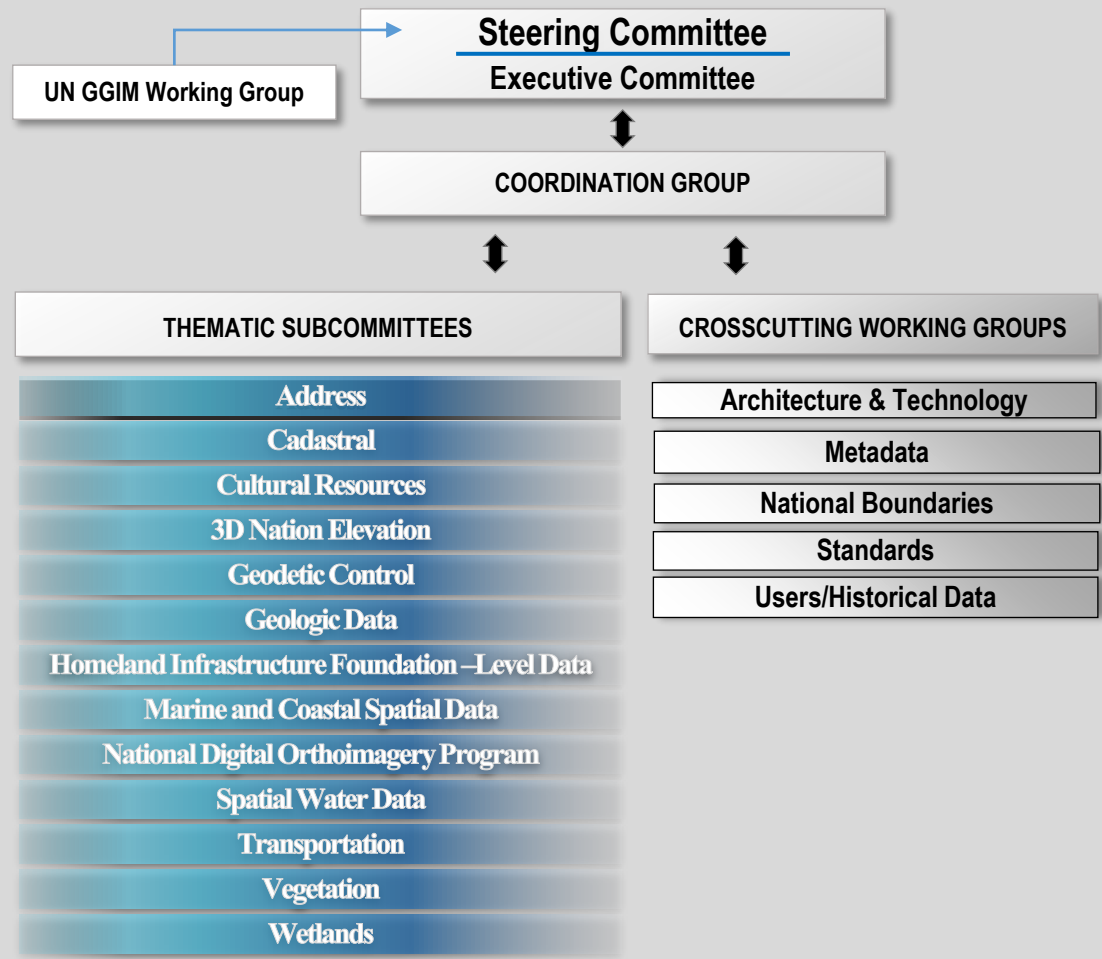 Steering Committee
Executive Committee
UN GGIM Working Group
COORDINATION GROUP
THEMATIC SUBCOMMITTEES
Address
Cadastral
Cultural Resources
3D Nation Elevation
Geodetic Control
Geologic Data
Homeland Infrastructure Foundation –Level Data
Marine and Coastal Spatial Data
National Digital Orthoimagery Program
Spatial Water Data
Transportation
Vegetation
Wetlands
CROSSCUTTING WORKING GROUPS
Architecture & Technology
Metadata
National Boundaries
Standards
Users/Historical Data